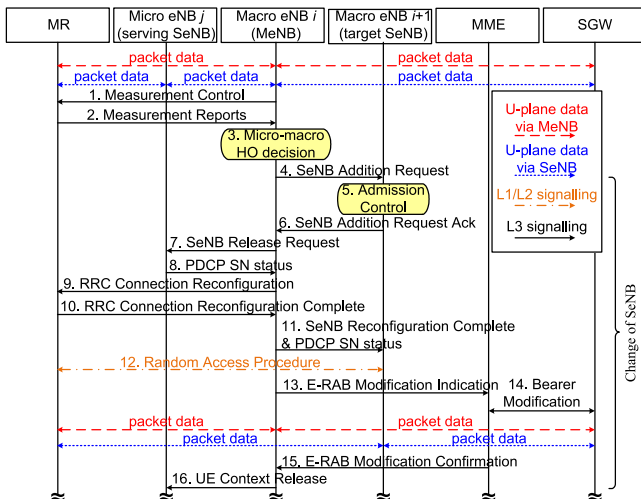 MR
Micro eNB j
(serving SeNB)
Macro eNB i
(MeNB)
Macro eNB i+1
(target SeNB)
MME
SGW
packet data
packet data
packet data
packet data
packet data
1. Measurement Control
2. Measurement Reports
3. Micro-macro
HO decision
4. SeNB Addition Request
5. Admission
Control
6. SeNB Addition Request Ack
7. SeNB Release Request
8. PDCP SN status
9. RRC Connection Reconfiguration
10. RRC Connection Reconfiguration Complete
11. SeNB Reconfiguration Complete
& PDCP SN status
12. Random Access Procedure
13. E-RAB Modification Indication
14. Bearer
Modification
packet data
packet data
packet data
packet data
15. E-RAB Modification Confirmation
16. UE Context Release
U-plane data
via MeNB
U-plane data
via SeNB
L1/L2 signalling
L3 signalling
Change of SeNB